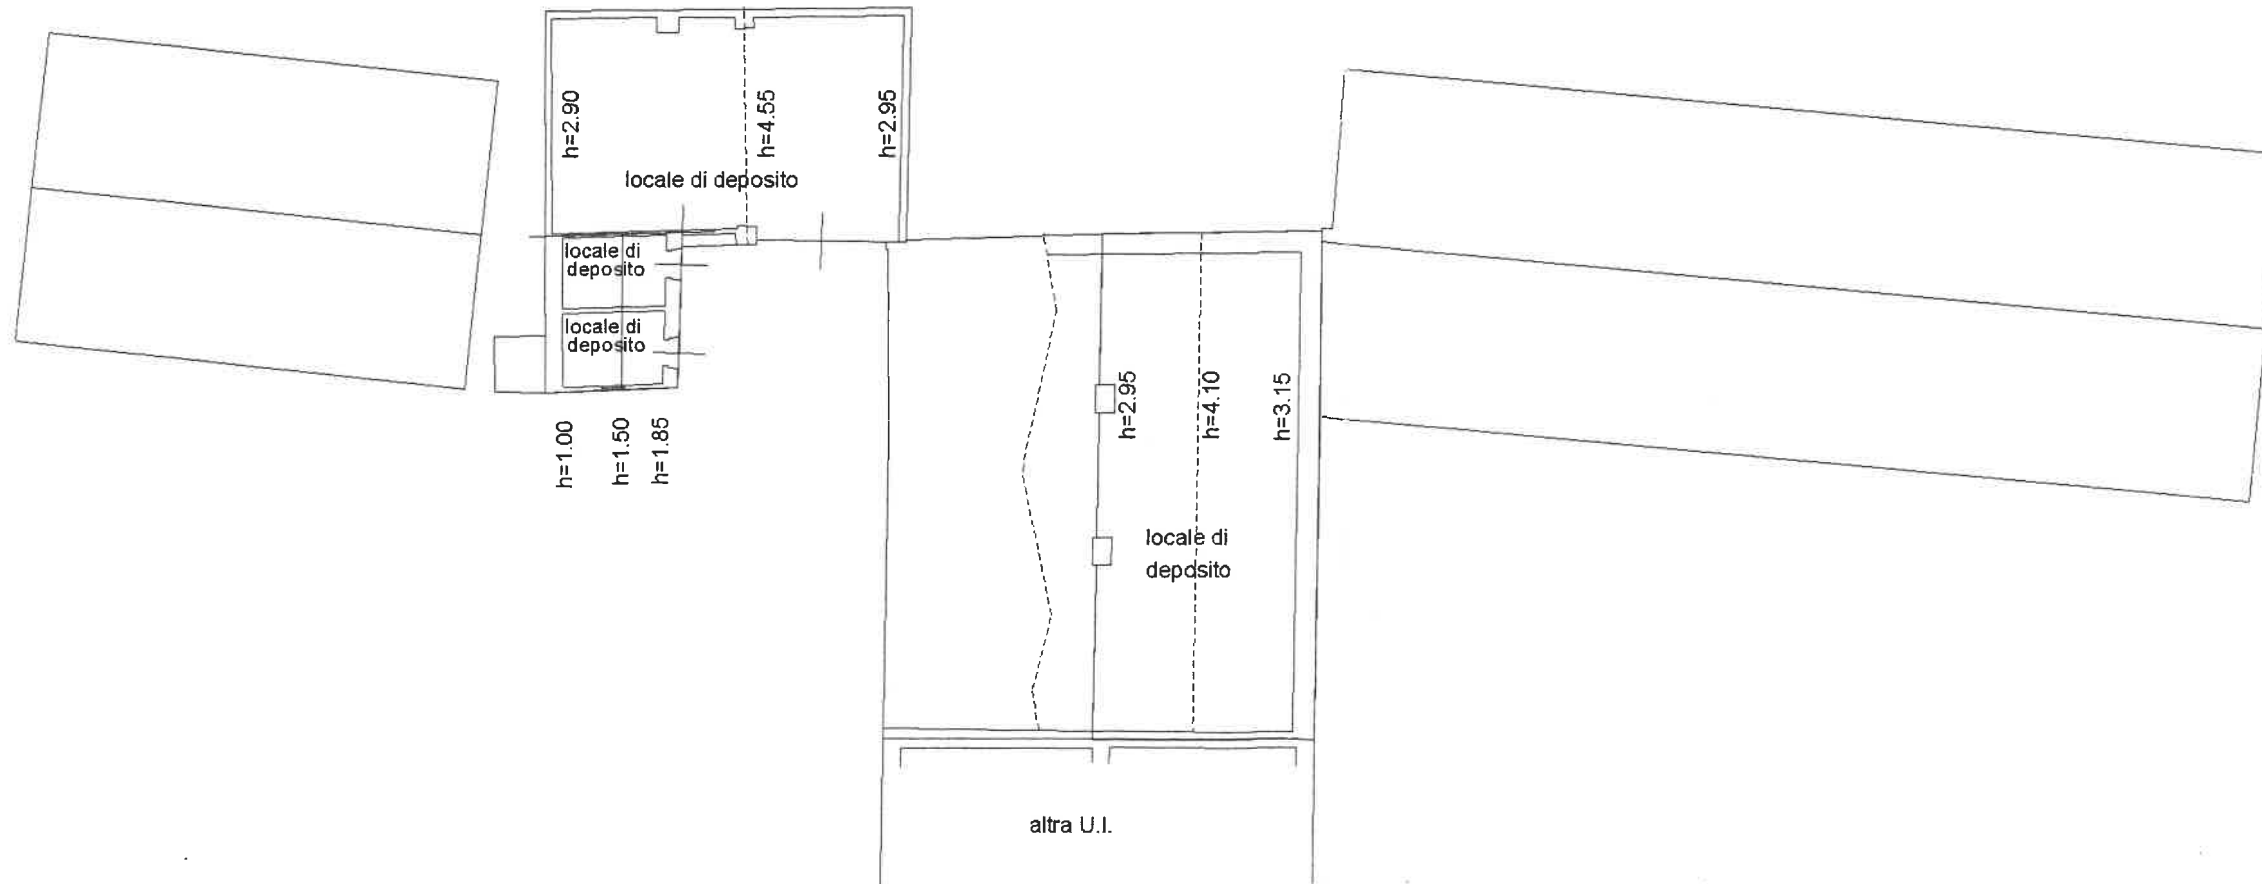 h=2.90
h=4.55
h=2.95
locale di deposito
locale di
deposito
locale di
deposito
h=1.00
h=1.50
h=1.85
h=2.95
h=4.10
h=3.15
locale di
deposito
altra U.I.